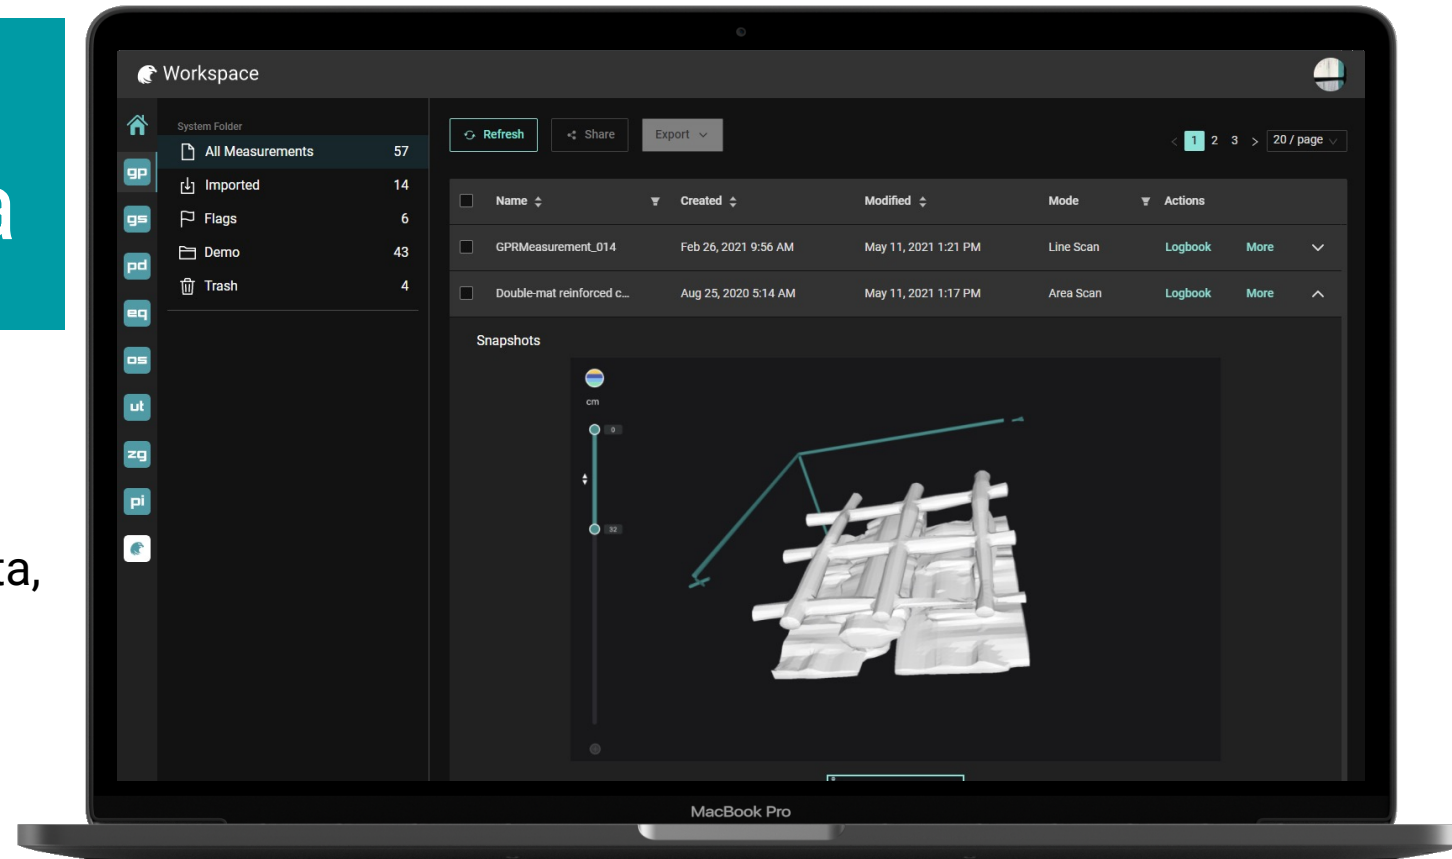 a
ta,
Workspace
System Folder
All Measurements 57
Imported 14
Flags 6
Demo 43
Trash 4
gp
gs
pd
eq
os
ut
zg
pi
Refresh Share Export
< 1 2 3 > 20 / page
Name Created Modified Mode Actions
GPRMeasurement_014 Feb 26, 2021 9:56 AM May 11, 2021 1:21 PM Line Scan Logbook More
Double-mat reinforced c... Aug 25, 2020 5:14 AM May 11, 2021 1:17 PM Area Scan Logbook More
Snapshots
cm
0
32
MacBook Pro